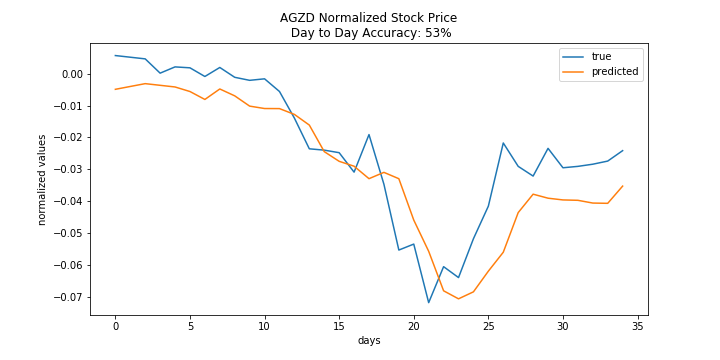 AGZD Normalized Stock Price
Day to Day Accuracy: 53%
true
predicted
normalized values
0.00
−0.01
−0.02
−0.03
−0.04
−0.05
−0.06
−0.07
0 5 10 15 20 25 30 35
days